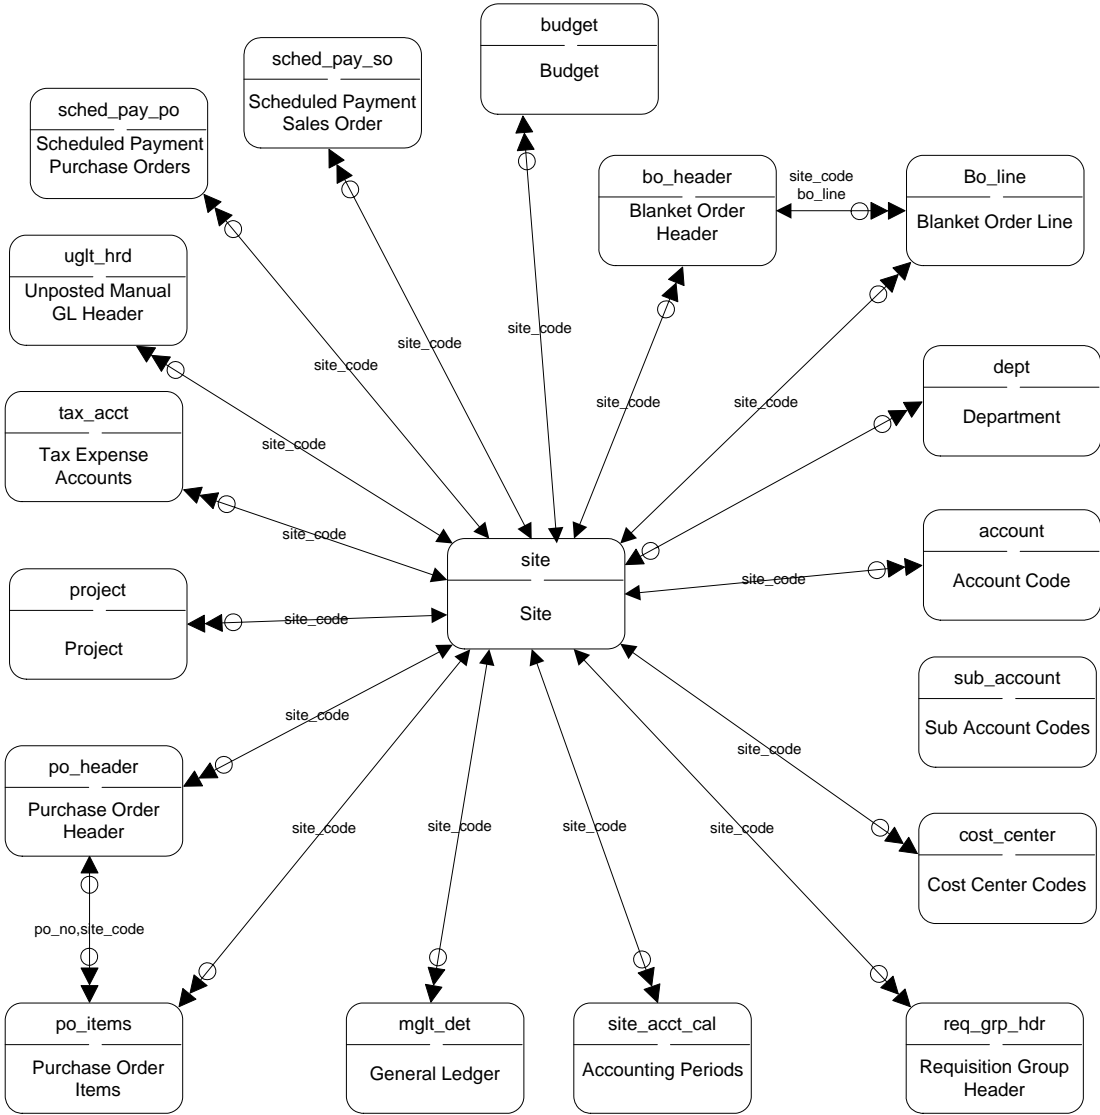 budget
Budget
sched_pay_so
Scheduled Payment
Sales Order
sched_pay_po
Scheduled Payment
Purchase Orders
bo_header
Blanket Order
Header
site_code
bo_line
Bo_line
Blanket Order Line
uglt_hrd
Unposted Manual
GL Header
site_code
site_code
site_code
site_code
site_code
dept
Department
tax_acct
Tax Expense
Accounts
site_code
site_code
site
Site
account
Account Code
site_code
project
Project
site_code
sub_account
Sub Account Codes
site_code
site_code
po_header
Purchase Order
Header
site_code
site_code
site_code
site_code
cost_center
Cost Center Codes
po_no,site_code
po_items
Purchase Order
Items
mglt_det
General Ledger
site_acct_cal
Accounting Periods
req_grp_hdr
Requisition Group
Header